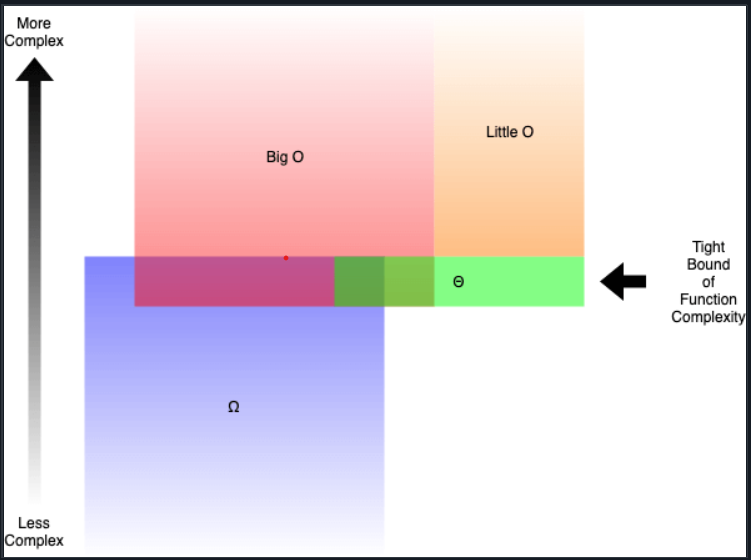 More
Complex
Little O
Big O
Tight
Bound
of
Function
Complexity
Θ
Ω
Less
Complex